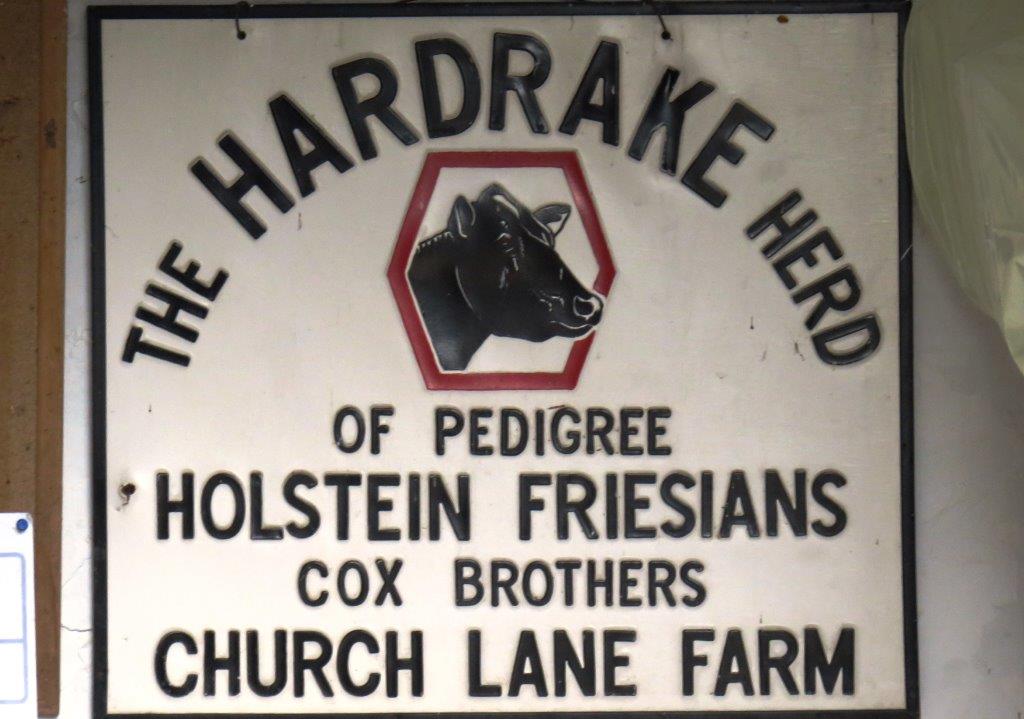 THE HARDRAKE HERD
OF PEDIGREE
HOLSTEIN FRIESIANS
COX BROTHERS
CHURCH LANE FARM